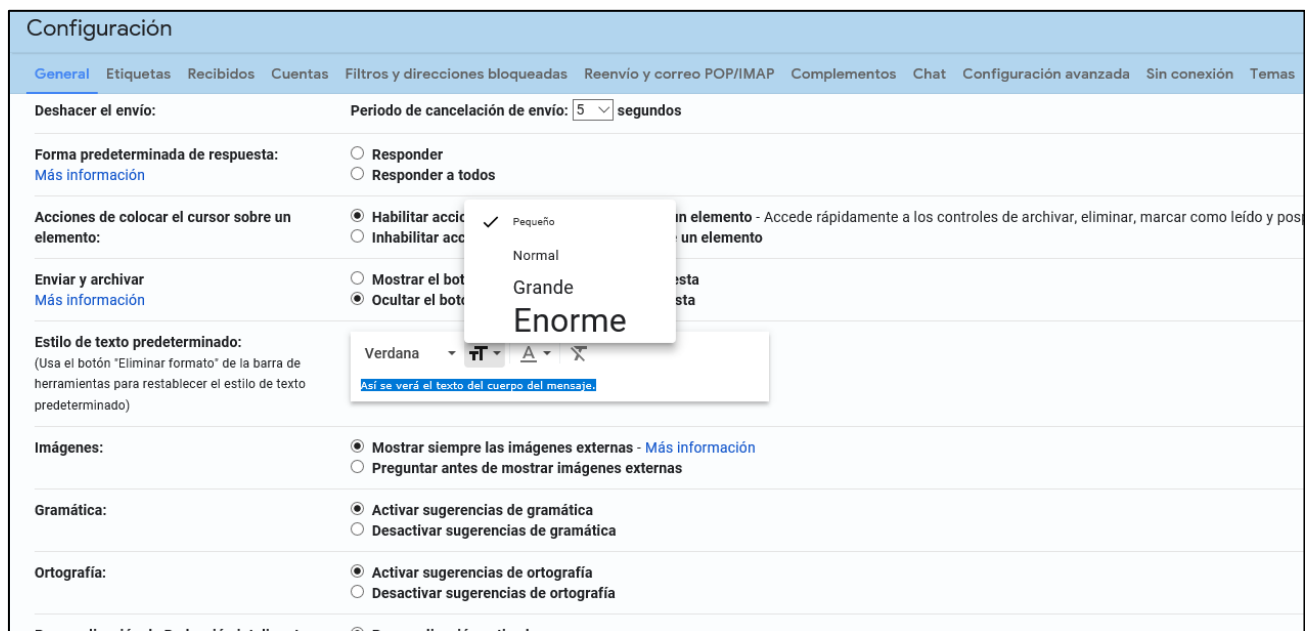 Configuración
General Etiquetas Recibidos Cuentas Filtros y direcciones bloqueadas Reenvío y correo POP/IMAP Complementos Chat Configuración avanzada Sin conexión Temas
Deshacer el envío: Periodo de cancelación de envío: 5 segundos
Forma predeterminada de respuesta: Responder
Más información Responder a todos
Acciones de colocar el cursor sobre un Habilitar un elemento - Accede rápidamente a los controles de archivar, eliminar, marcar como leído y
elemento: Inhabilitar un elemento
Pequeño
Normal
Grande
Enorme
Enviar y archivar Mostrar el
Más información Ocultar el
Estilo de texto predeterminado:
(Usa el botón "Eliminar formato" de la barra de
herramientas para restablecer el estilo de texto
predeterminado)
Verdana
Así se verá el texto del cuerpo del mensaje.
Imágenes: Mostrar siempre las imágenes externas - Más información
Preguntar antes de mostrar imágenes externas
Gramática: Activar sugerencias de gramática
Desactivar sugerencias de gramática
Ortografía: Activar sugerencias de ortografía
Desactivar sugerencias de ortografía